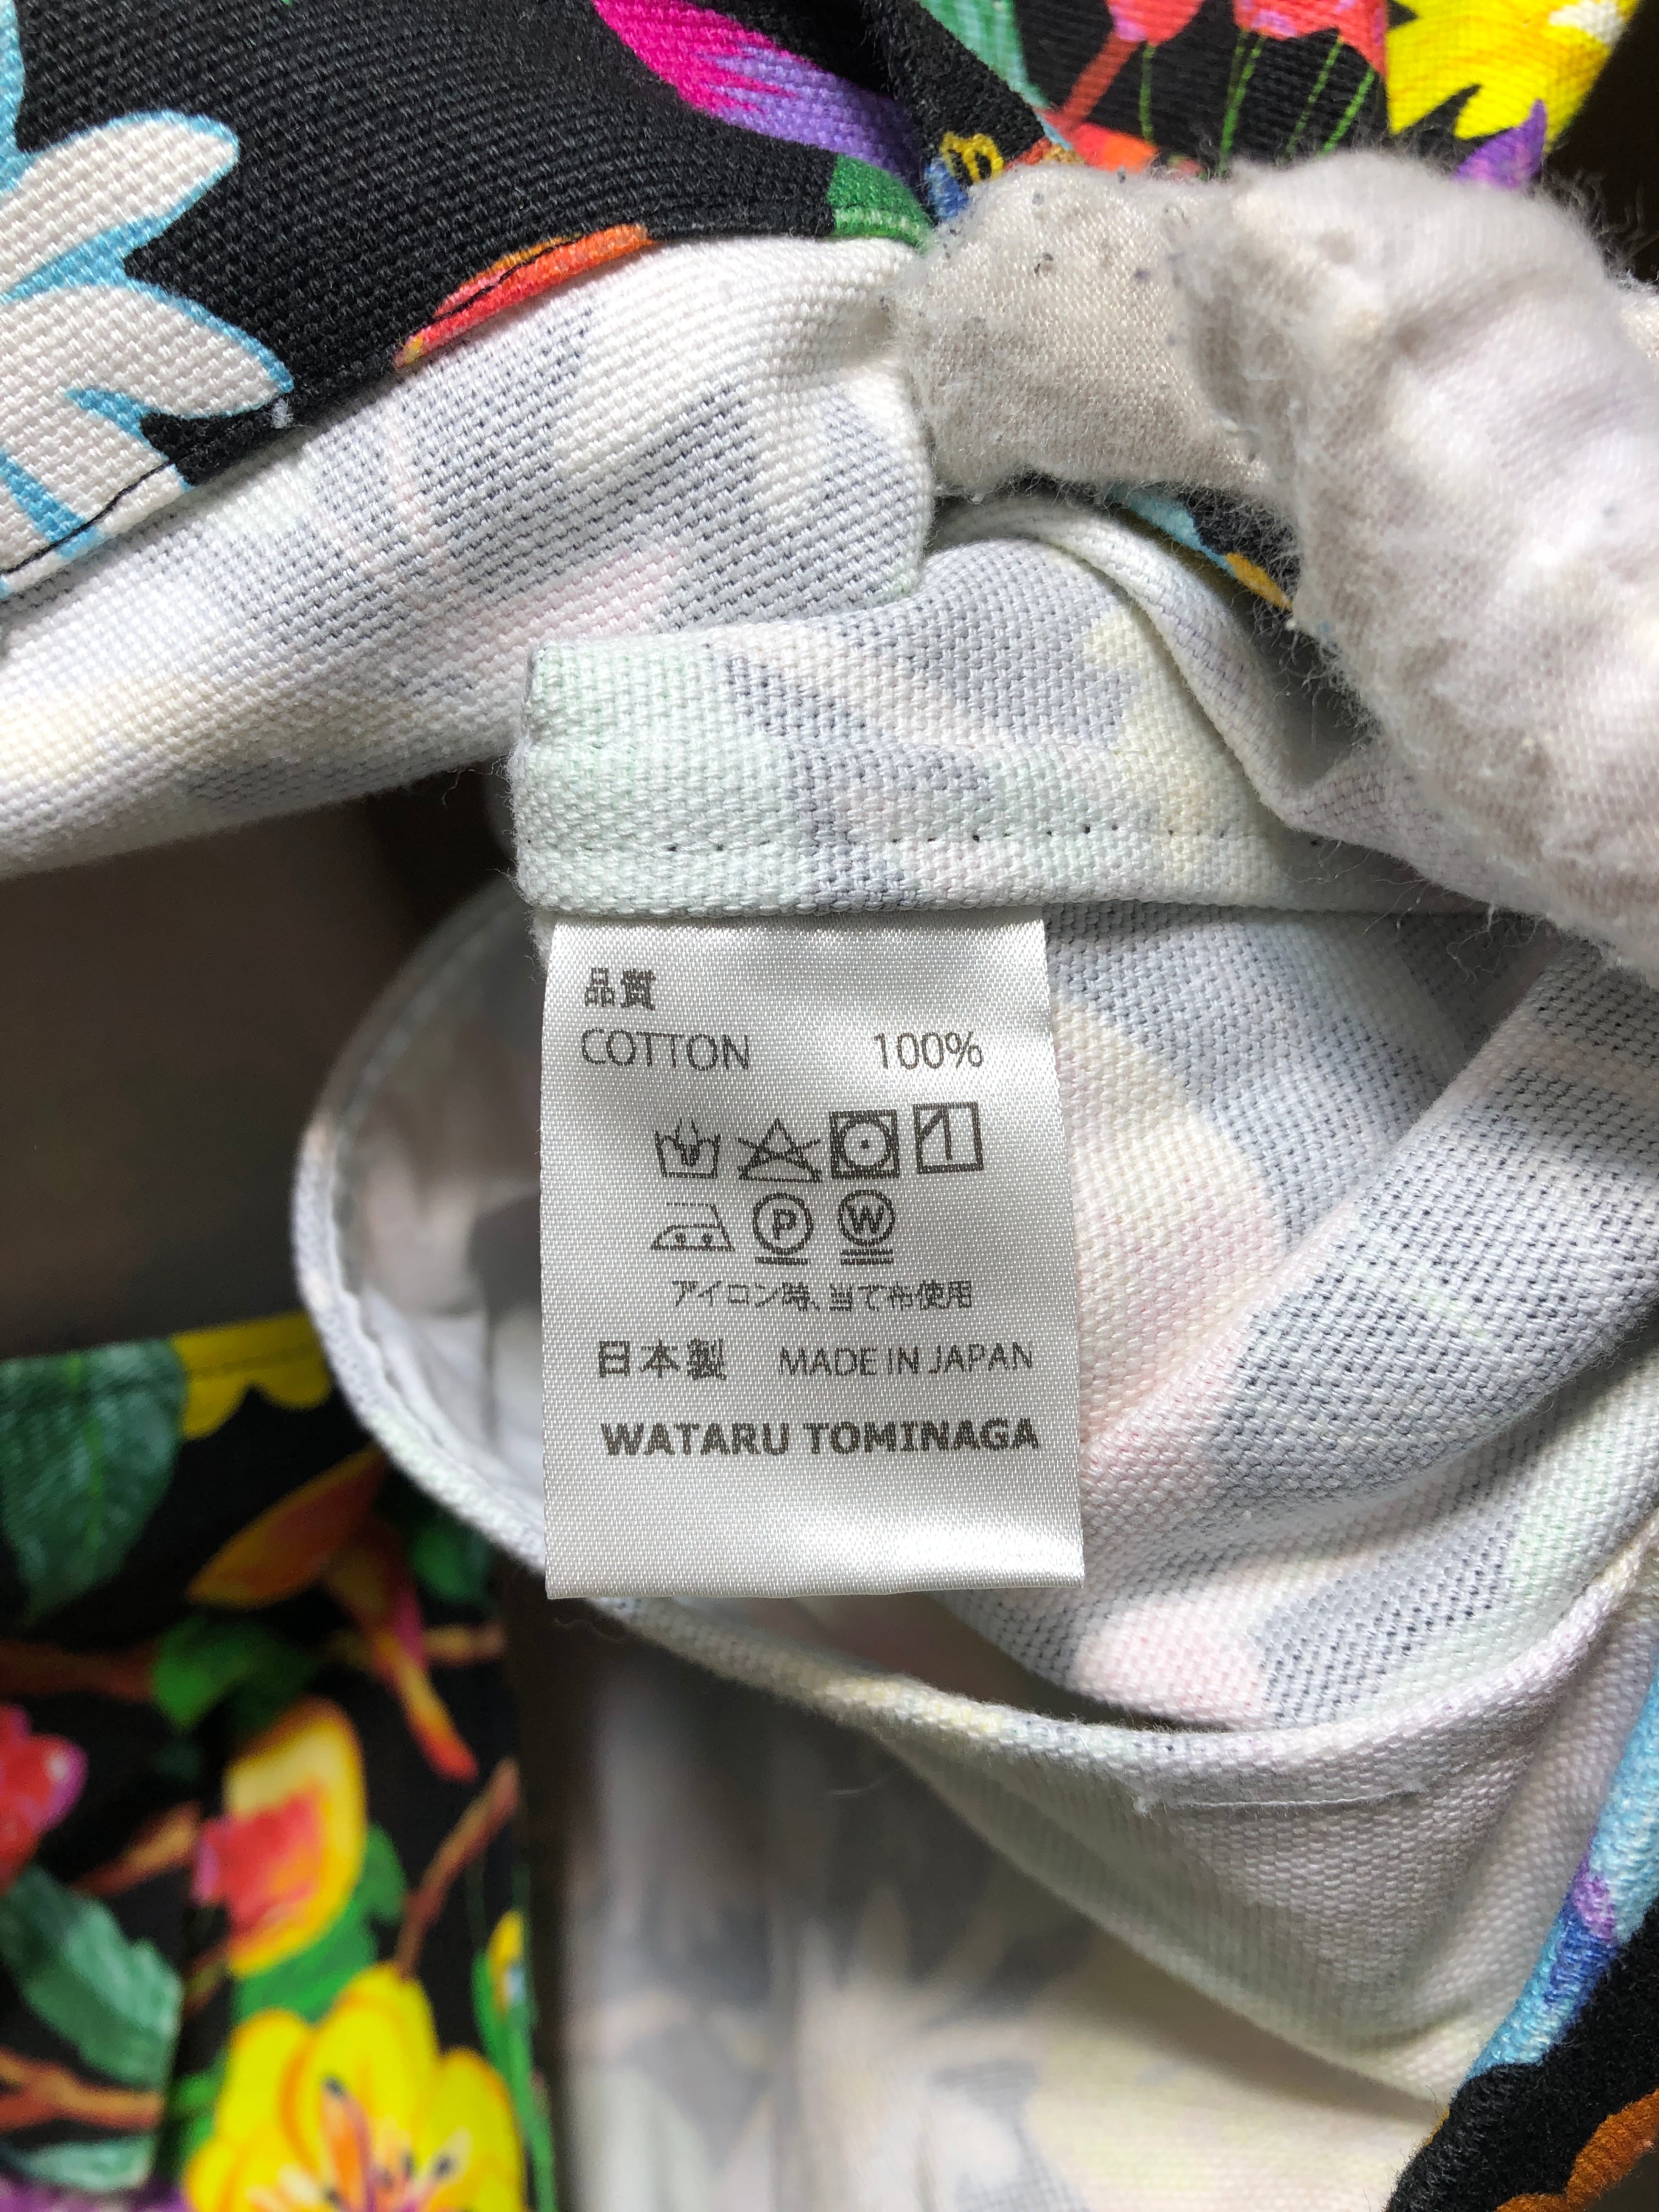 品質
COTTON 100%
P W
アイロン時、当て布使用
日本製 MADE IN JAPAN
WATARU TOMINAGA